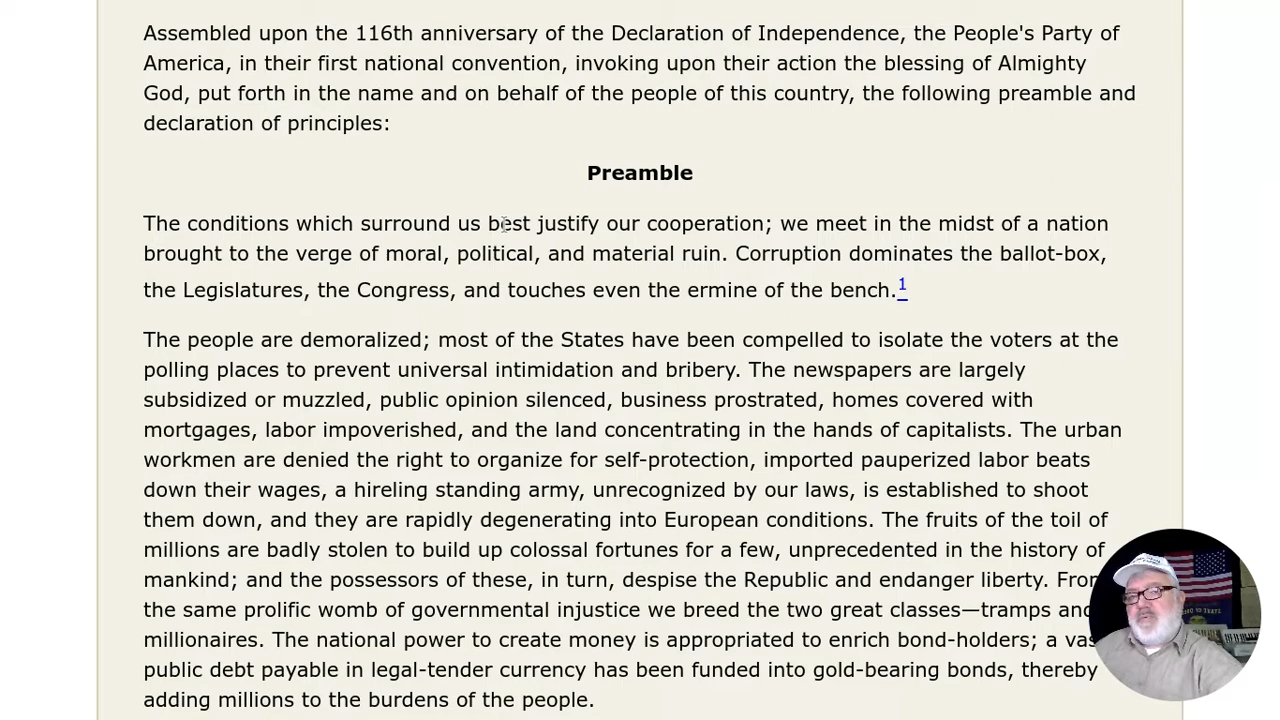 Assembled upon the 116th anniversary of the Declaration of Independence, the People's Party of
America, in their first national convention, invoking upon their action the blessing of Almighty
God, put forth in the name and on behalf of the people of this country, the following preamble and
declaration of principles:
Preamble
The conditions which surround us best justify our cooperation; we meet in the midst of a nation
brought to the verge of moral, political, and material ruin. Corruption dominates the ballot-box,
the Legislatures, the Congress, and touches even the ermine of the bench.1
The people are demoralized; most of the States have been compelled to isolate the voters at the
polling places to prevent universal intimidation and bribery. The newspapers are largely
subsidized or muzzled, public opinion silenced, business prostrated, homes covered with
mortgages, labor impoverished, and the land concentrating in the hands of capitalists. The urban
workmen are denied the right to organize for self-protection, imported pauperized labor beats
down their wages, a hireling standing army, unrecognized by our laws, is established to shoot
them down, and they are rapidly degenerating into European conditions. The fruits of the toil of
millions are badly stolen to build up colossal fortunes for a few, unprecedented in the history of
mankind; and the possessors of these, in turn, despise the Republic and endanger liberty. From
the same prolific womb of governmental injustice we breed the two great classes—tramps and
millionaires. The national power to create money is appropriated to enrich bond-holders; a vast
public debt payable in legal-tender currency has been funded into gold-bearing bonds, thereby
adding millions to the burdens of the people.